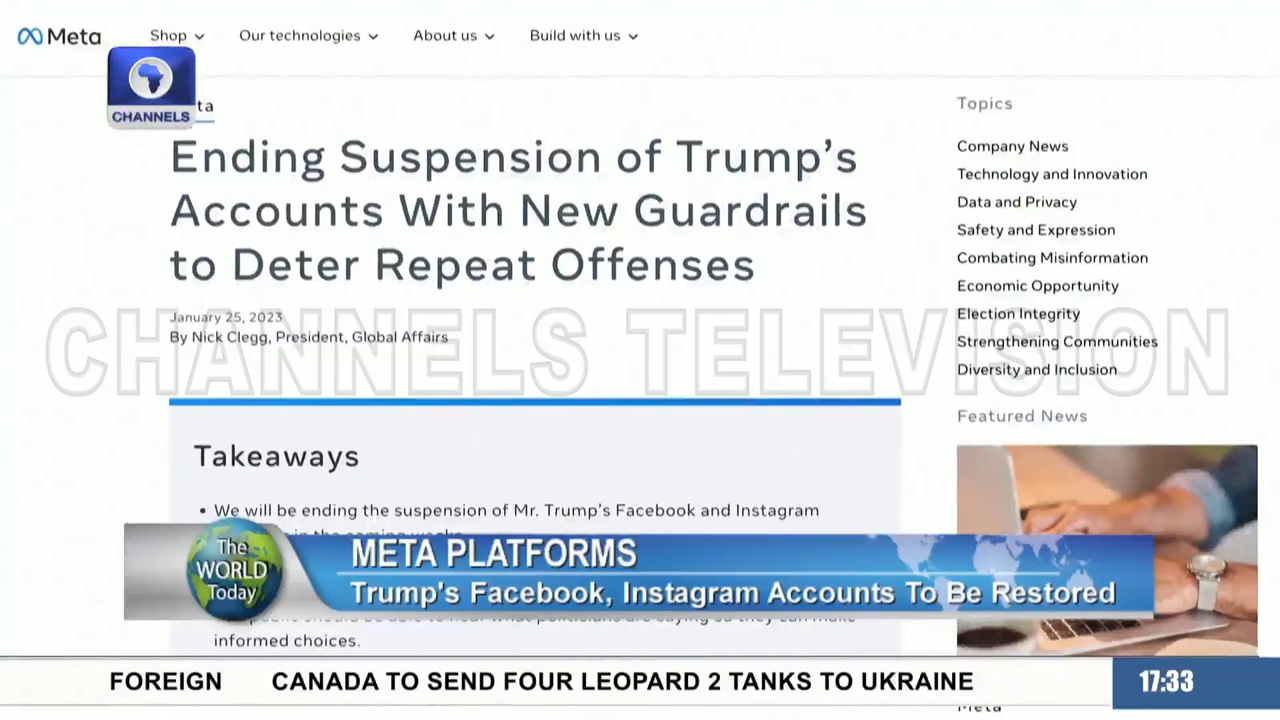 Meta
Shop
Our technologies
About us
Build with us
CHANNELS
ta
Ending Suspension of Trump’s
Accounts With New Guardrails
to Deter Repeat Offenses
January 25, 2023
By Nick Clegg, President, Global Affairs
CHANNELS TELEVISION
Takeaways
• We will be ending the suspension of Mr. Trump’s Facebook and Instagram
informed choices.
Topics
Company News
Technology and Innovation
Data and Privacy
Safety and Expression
Combating Misinformation
Economic Opportunity
Election Integrity
Strengthening Communities
Diversity and Inclusion
Featured News
The
WORLD
Today
META PLATFORMS
Trump's Facebook, Instagram Accounts To Be Restored
FOREIGN CANADA TO SEND FOUR LEOPARD 2 TANKS TO UKRAINE
17:33